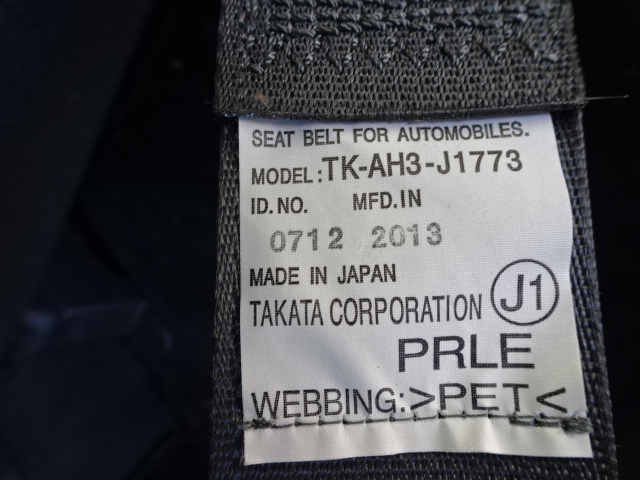 SEAT BELT FOR AUTOMOBILES.
MODEL:TK-AH3-J1773
ID.NO. MFD.IN
0712 2013
MADE IN JAPAN
TAKATA CORPORATION J1
PRLE
WEBBING:>PET<